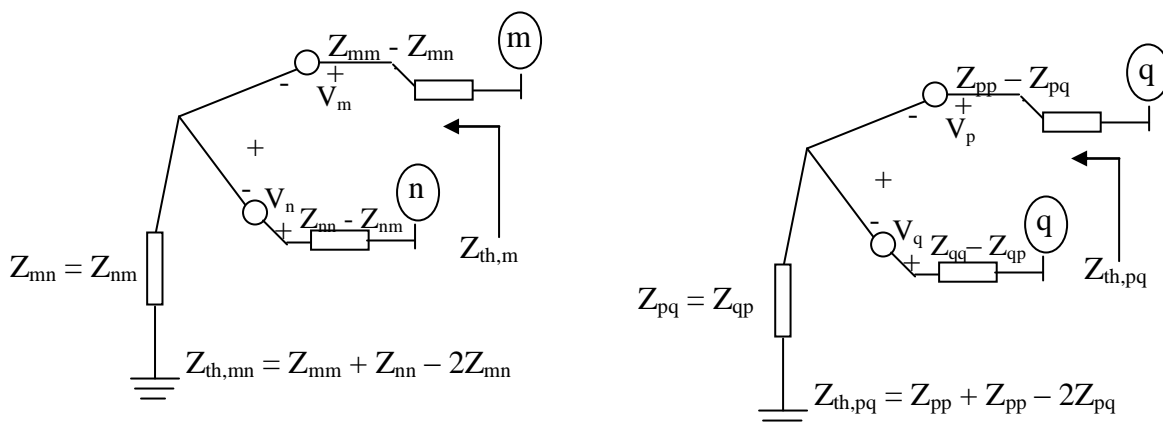 m
Z_mm - Z_mn
+
-
V_m
+
n
-
V_n
Z_nn - Z_nm
+
Z_th,m
Z_mn = Z_nm
Z_th,mn = Z_mm + Z_nn – 2Z_mn
q
Z_pp – Z_pq
+
-
V_p
+
q
-
V_q
Z_qq – Z_qp
+
Z_th,pq
Z_pq = Z_qp
Z_th,pq = Z_pp + Z_pp – 2Z_pq